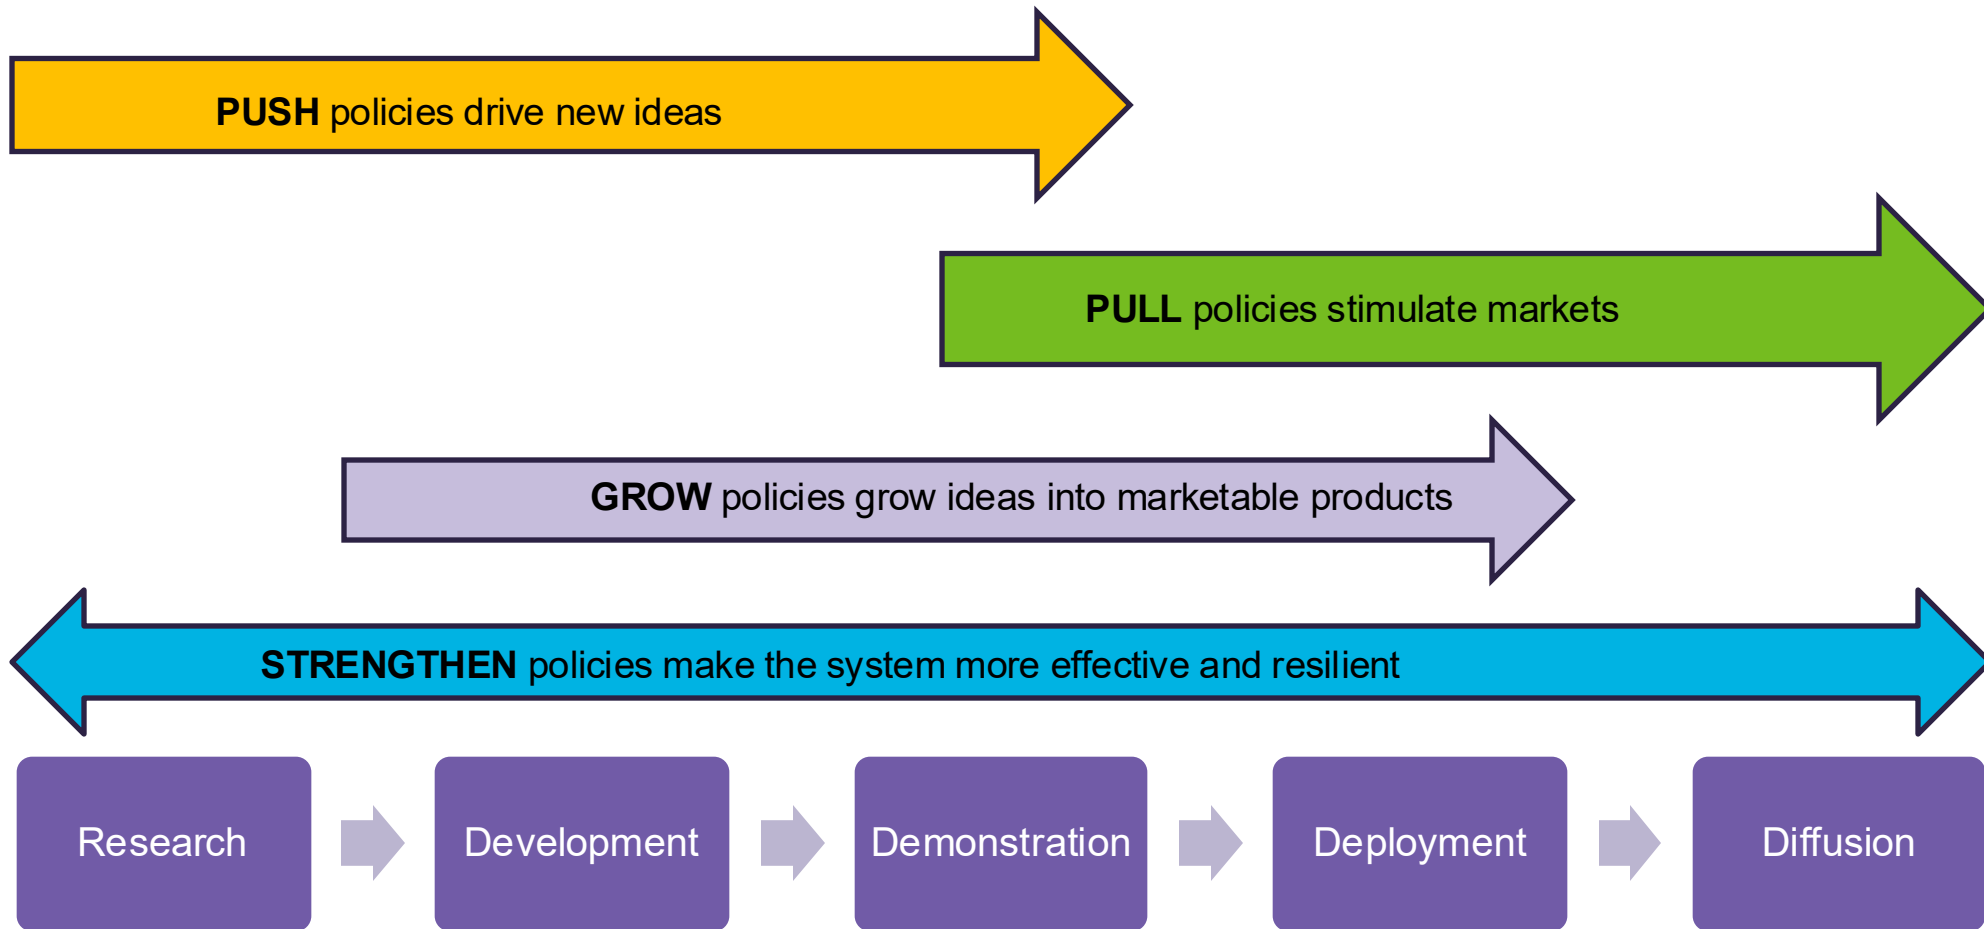 PUSH policies drive new ideas
PULL policies stimulate markets
GROW policies grow ideas into marketable products
STRENGTHEN policies make the system more effective and resilient
Research
Development
Demonstration
Deployment
Diffusion